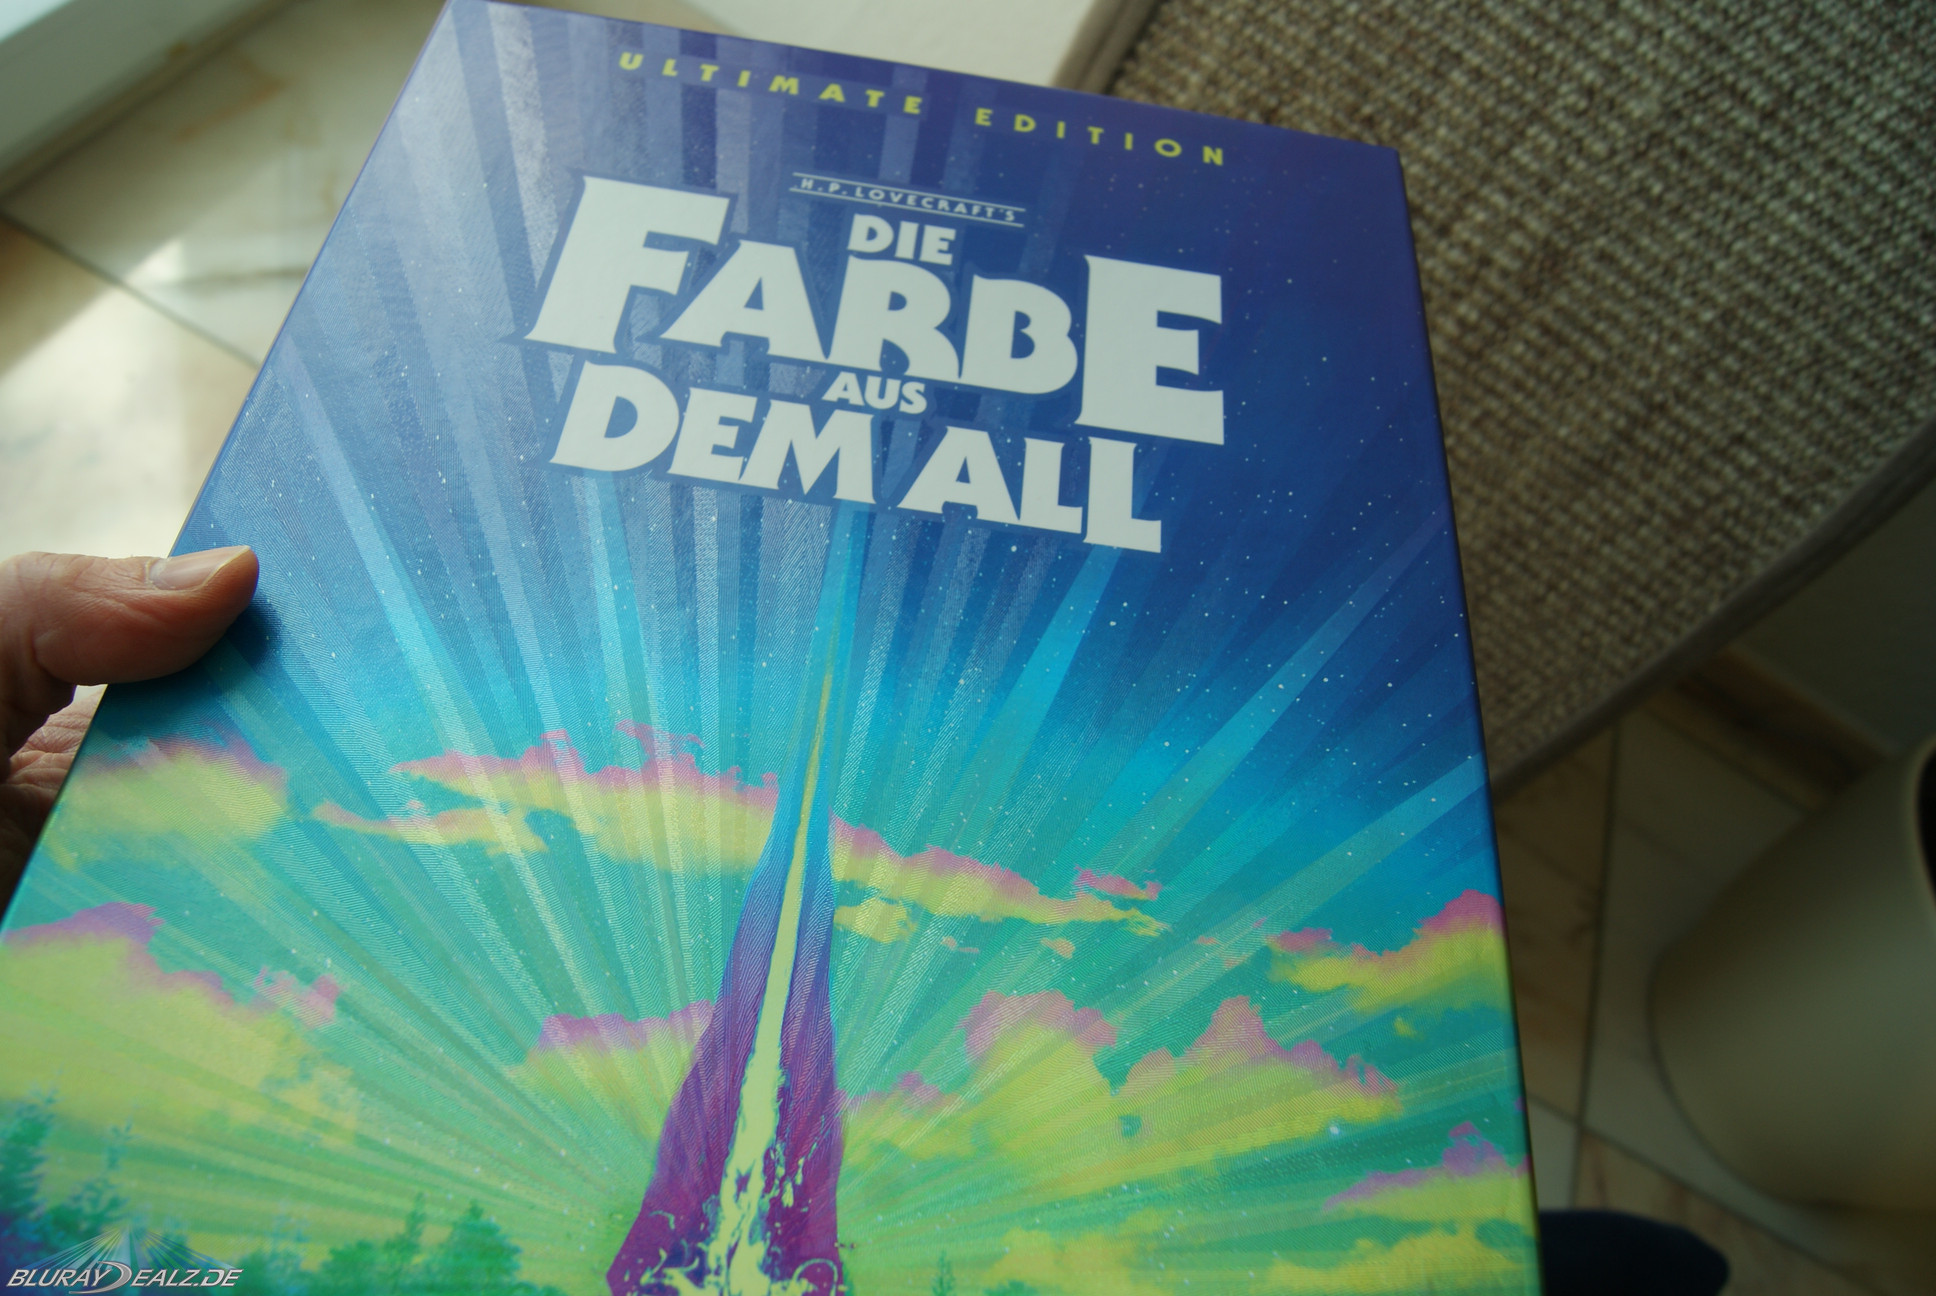 ULTIMATE EDITION
H.P. LOVECRAFT'S
DIE
FARBE
AUS
DEM ALL
BLURAYDEALZ.DE